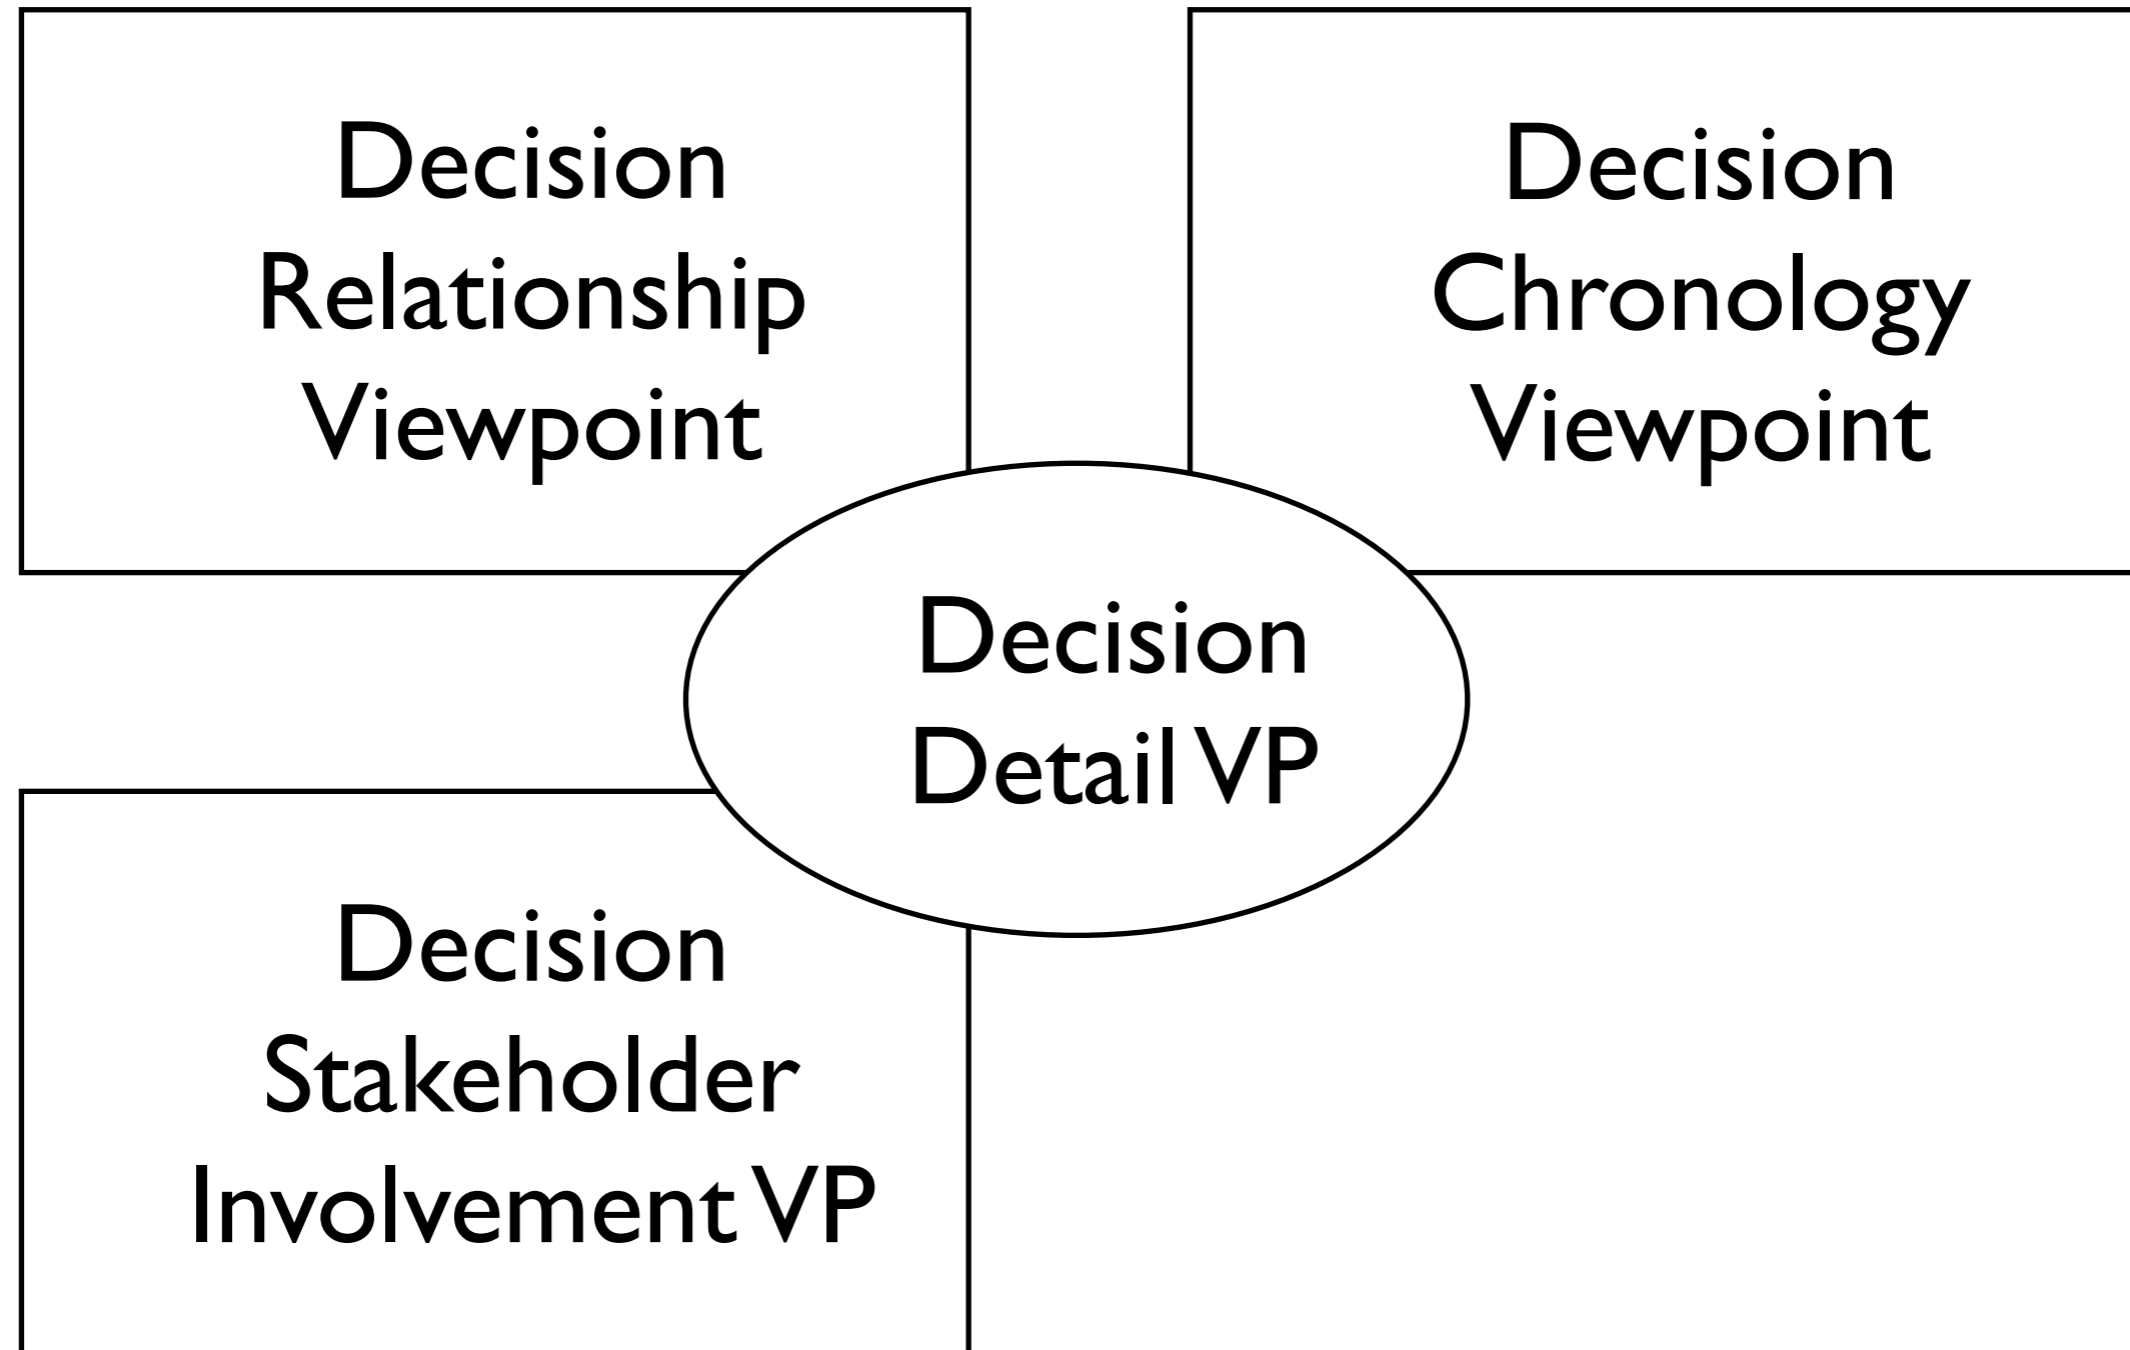 Decision
Relationship
Viewpoint
Decision
Chronology
Viewpoint
Decision
Detail VP
Decision
Stakeholder
Involvement VP